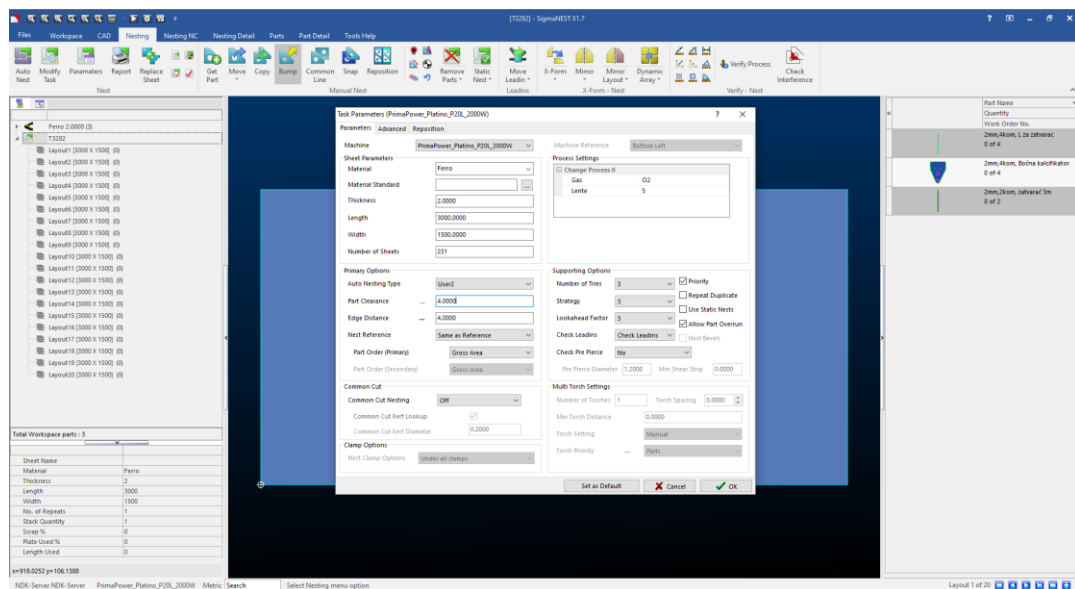 [T3282] - SigmaNEST X1.7
Files Workspace CAD Nesting Nesting NC Nesting Detail Parts Part Detail Tools Help
Auto Nest Modify Task Parameters Report Replace Sheet Get Part Move Copy Bump Common Line Snap Reposition Remove Parts Static Nest Move Leadin X-Form Mirror Mirror Layout Dynamic Array Verify Process Check Interference
Nest Manual Nest Leadins X-Form - Nest Verify - Nest
Ferro 2.0000 (3)
T3282
Layout1 [3000 X 1500] (0)
Layout2 [3000 X 1500] (0)
Layout3 [3000 X 1500] (0)
Layout4 [3000 X 1500] (0)
Layout5 [3000 X 1500] (0)
Layout6 [3000 X 1500] (0)
Layout7 [3000 X 1500] (0)
Layout8 [3000 X 1500] (0)
Layout9 [3000 X 1500] (0)
Layout10 [3000 X 1500] (0)
Layout11 [3000 X 1500] (0)
Layout12 [3000 X 1500] (0)
Layout13 [3000 X 1500] (0)
Layout14 [3000 X 1500] (0)
Layout15 [3000 X 1500] (0)
Layout16 [3000 X 1500] (0)
Layout17 [3000 X 1500] (0)
Layout18 [3000 X 1500] (0)
Layout19 [3000 X 1500] (0)
Layout20 [3000 X 1500] (0)
Total Workspace parts : 3
Sheet Name
Material Ferro
Thickness 2
Length 3000
Width 1500
No. of Repeats 1
Stack Quantity 1
Scrap % 0
Plate Used % 0
Length Used 0
x=918.0252 y=106.1388
Task Parameters (PrimaPower_Platino_P20L_2000W)
Parameters Advanced Reposition
Machine PrimaPower_Platino_P20L_2000W
Machine Reference Bottom Left
Sheet Parameters
Material Ferro
Material Standard ...
Thickness 2.0000
Length 3000.0000
Width 1500.0000
Number of Sheets 231
Process Settings
Change Process 0
Gas O2
Lente 5
Primary Options
Auto Nesting Type User2
Part Clearance ... 4.0000
Edge Distance ... 4.0000
Nest Reference Same as Reference
Part Order (Primary) Gross Area
Part Order (Secondary) Gross Area
Supporting Options
Number of Tries 3
Strategy 3
Lookahead Factor 3
Check Leadins Check Leadins
Check Pre Pierce No
Pre Pierce Diameter 1.2000 Min Shear Strip 0.0000
Priority
Repeat Duplicate
Use Static Nests
Allow Part Overrun
Nest Bevels
Common Cut
Common Cut Nesting Off
Common Cut Kerf Lookup
Common Cut Kerf Diameter 0.2000
Clamp Options
Nest Clamp Options Under all clamps
Multi Torch Settings
Number of Torches 1 Torch Spacing 0.0000
Min Torch Distance 0.0000
Torch Setting Manual
Torch Priority ... Parts
Set as Default Cancel OK
Part Name
Quantity
Work Order No.
2mm,4kom, L za zatvarac
0 of 4
2mm,4kom, Bočna kalofikator
0 of 4
2mm,2kom, zatvarač 3m
0 of 2
NDK-Server NDK-Server PrimaPower_Platino_P20L_2000W Metric Search Select Nesting menu option Layout 1 of 20